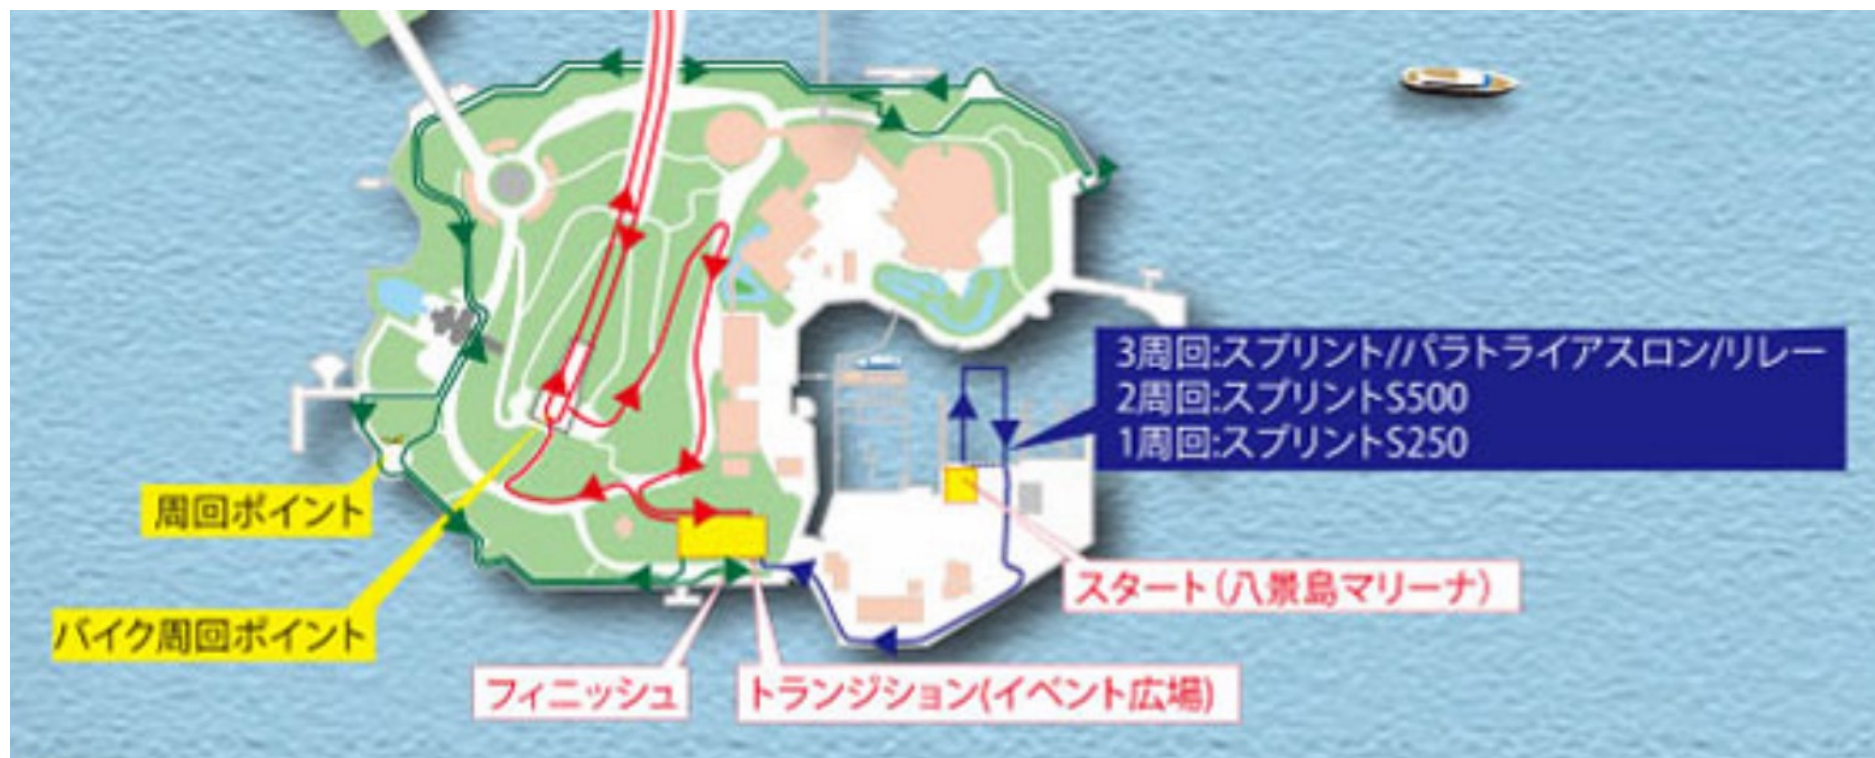 3周回:スプリント//パラトライアスロン/リレー
2周回:スプリントS500
1周回:スプリントS250
周回ポイント
スタート(八景島マリーナ)
バイク周回ポイント
フィニッシュ
トランジション(イベント広場)